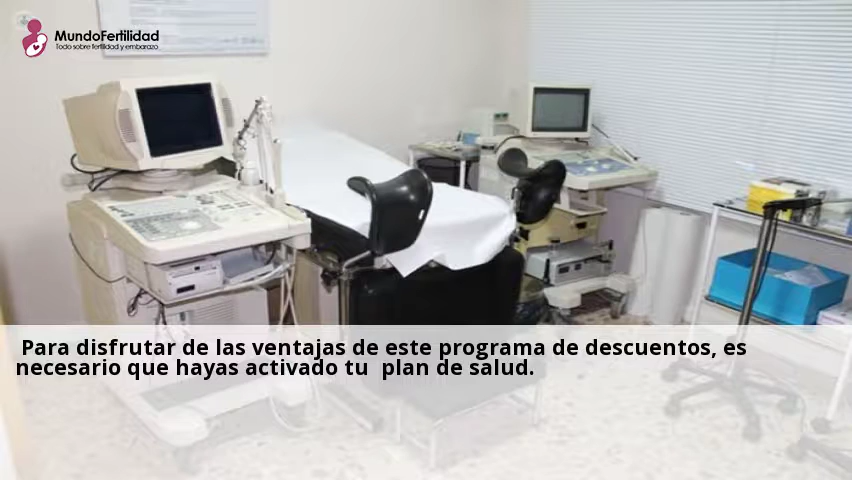 MundoFertilidad
Todo sobre fertilidad y embarazo
Para disfrutar de las ventajas de este programa de descuentos, es
necesario que hayas activado tu  plan de salud.